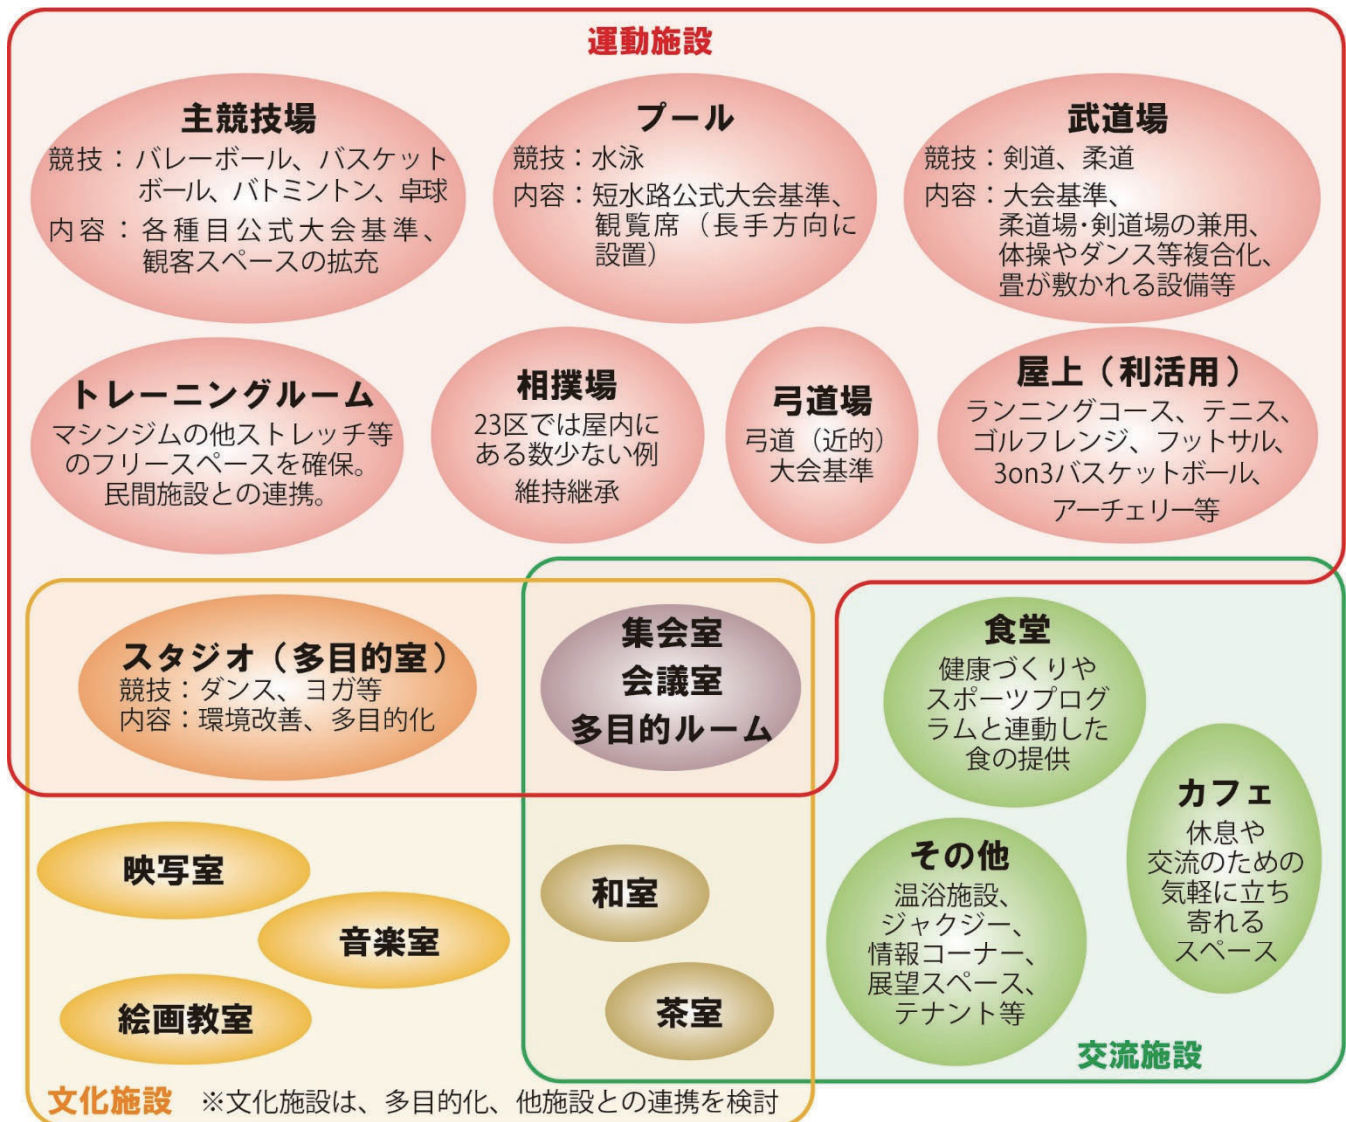 運動施設
主競技場
競技：バレーボール、バスケット
ボール、バトミントン、卓球
内容：各種目公式大会基準、
観客スペースの拡充
プール
競技：水泳
内容：短水路公式大会基準、
観覧席（長手方向に
設置）
武道場
競技：剣道、柔道
内容：大会基準、
柔道場・剣道場の兼用、
体操やダンス等複合化、
畳が敷かれる設備等
トレーニングルーム
マシンジムの他ストレッチ等
のフリースペースを確保。
民間施設との連携。
相撲場
23区では屋内に
ある数少ない例
維持継承
弓道場
弓道（近的）
大会基準
屋上（利活用）
ランニングコース、テニス、
ゴルフレンジ、フットサル、
3on3バスケットボール、
アーチェリー等
スタジオ（多目的室）
競技：ダンス、ヨガ等
内容：環境改善、多目的化
集会室
会議室
多目的ルーム
食堂
健康づくりや
スポーツプログ
ラムと連動した
食の提供
カフェ
休息や
交流のための
気軽に立ち
寄れる
スペース
その他
温浴施設、
ジャクジー、
情報コーナー、
展望スペース、
テナント等
映写室
音楽室
絵画教室
和室
茶室
交流施設
文化施設 ※文化施設は、多目的化、他施設との連携を検討